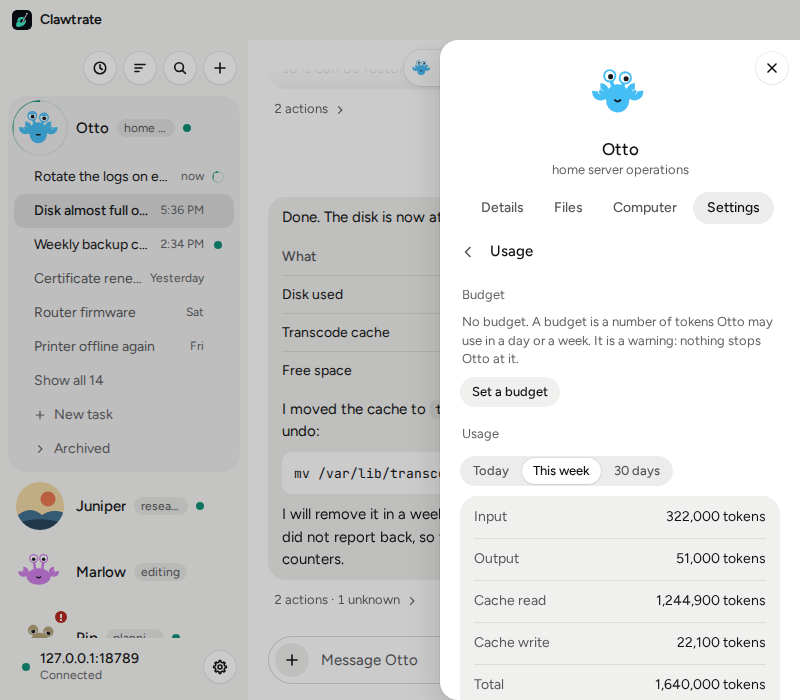 Clawtrate
Otto
home ...
Rotate the logs on e...
now
Disk almost full o...
5:36 PM
Weekly backup c...
2:34 PM
Certificate rene...
Yesterday
Router firmware
Sat
Printer offline again
Fri
Show all 14
New task
Archived
Juniper
resea...
Marlow
editing
Pip
planni...
127.0.0.1:18789
Connected
2 actions
Done. The disk is now at
What
Disk used
Transcode cache
Free space
I moved the cache to
undo:
mv /var/lib/transc
I will remove it in a week
did not report back, so
counters.
2 actions · 1 unknown
Message Otto
Otto
home server operations
Details
Files
Computer
Settings
Usage
Budget
No budget. A budget is a number of tokens Otto may
use in a day or a week. It is a warning: nothing stops
Otto at it.
Set a budget
Usage
Today
This week
30 days
Input
322,000 tokens
Output
51,000 tokens
Cache read
1,244,900 tokens
Cache write
22,100 tokens
Total
1,640,000 tokens